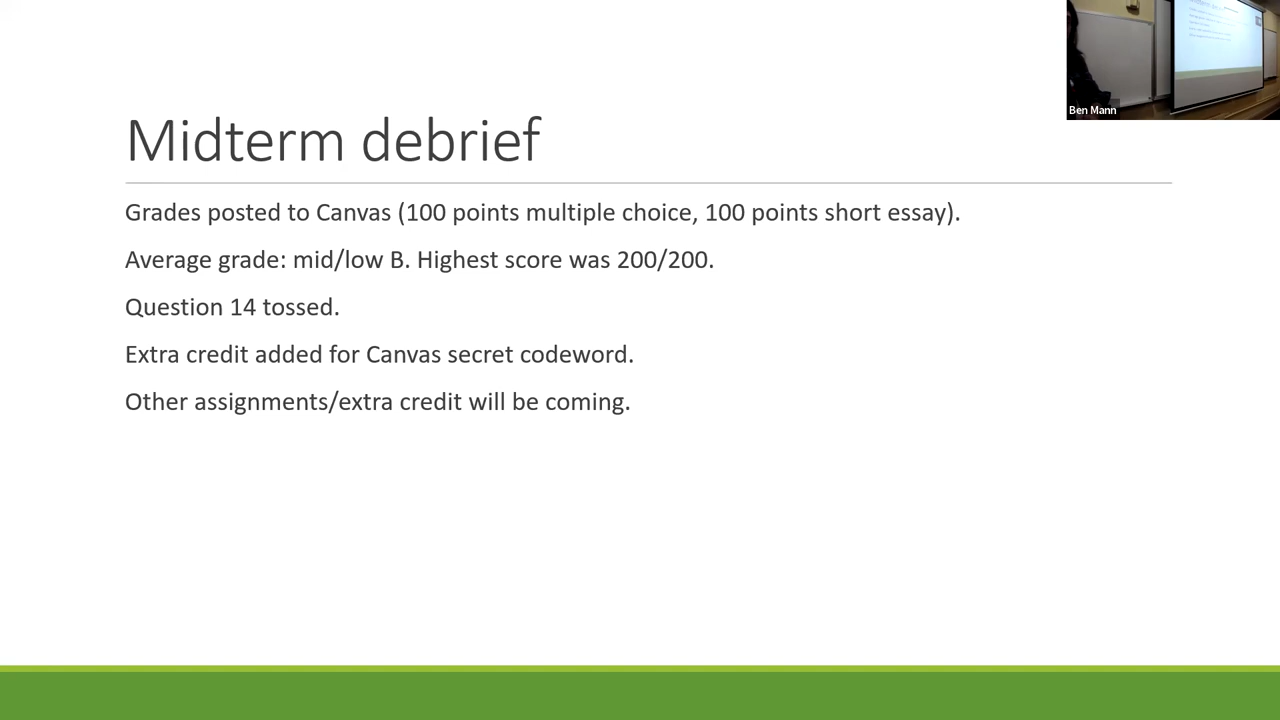 Ben Mann
Midterm debrief
Grades posted to Canvas (100 points multiple choice, 100 points short essay).
Average grade: mid/low B. Highest score was 200/200.
Question 14 tossed.
Extra credit added for Canvas secret codeword.
Other assignments/extra credit will be coming.